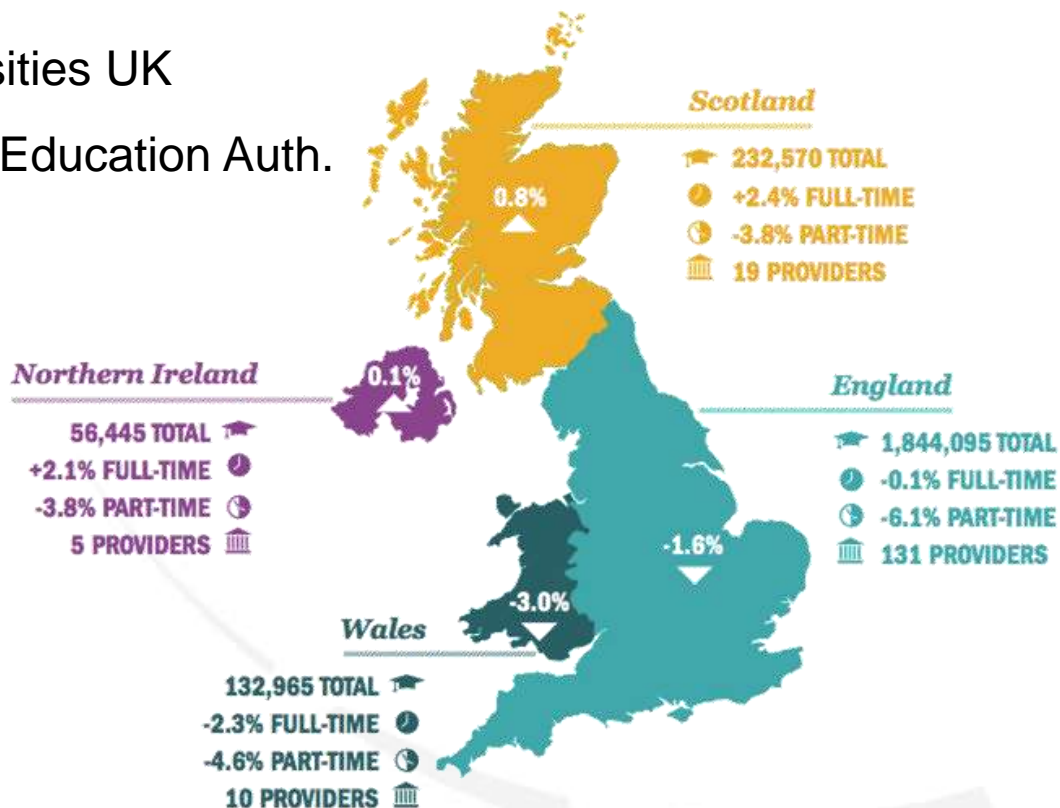 sities UK
Education Auth.
Scotland
232,570 TOTAL
+2.4% FULL-TIME
-3.8% PART-TIME
19 PROVIDERS
0.8%
Northern Ireland
56,445 TOTAL
+2.1% FULL-TIME
-3.8% PART-TIME
5 PROVIDERS
0.1%
England
1,844,095 TOTAL
-0.1% FULL-TIME
-6.1% PART-TIME
131 PROVIDERS
-1.6%
Wales
132,965 TOTAL
-2.3% FULL-TIME
-4.6% PART-TIME
10 PROVIDERS
-3.0%